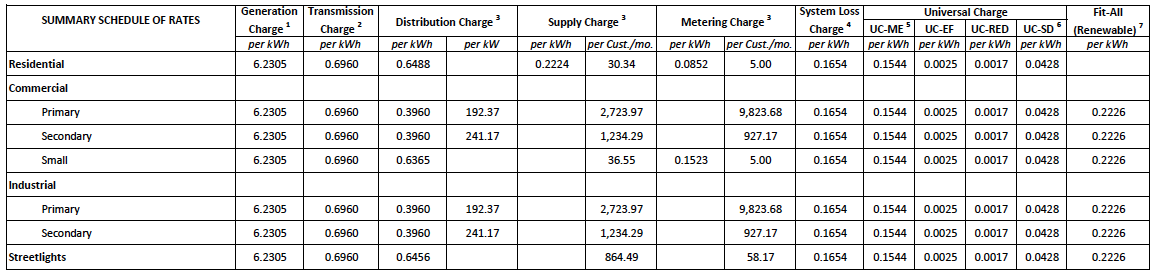 SUMMARY SCHEDULE OF RATES Generation Charge 1 Transmission Charge 2 Distribution Charge 3 Supply Charge 3 Metering Charge 3 System Loss Charge 4 Universal Charge Fit-All (Renewable) 7
UC-ME 5 UC-EF UC-RED UC-SD 6
per kWh per kWh per kWh per kW per kWh per Cust./mo. per kWh per Cust./mo. per kWh per kWh per kWh per kWh per kWh per kWh
Residential 6.2305 0.6960 0.6488 0.2224 30.34 0.0852 5.00 0.1654 0.1544 0.0025 0.0017 0.0428
Commercial
Primary 6.2305 0.6960 0.3960 192.37 2,723.97 9,823.68 0.1654 0.1544 0.0025 0.0017 0.0428 0.2226
Secondary 6.2305 0.6960 0.3960 241.17 1,234.29 927.17 0.1654 0.1544 0.0025 0.0017 0.0428 0.2226
Small 6.2305 0.6960 0.6365 36.55 0.1523 5.00 0.1654 0.1544 0.0025 0.0017 0.0428 0.2226
Industrial
Primary 6.2305 0.6960 0.3960 192.37 2,723.97 9,823.68 0.1654 0.1544 0.0025 0.0017 0.0428 0.2226
Secondary 6.2305 0.6960 0.3960 241.17 1,234.29 927.17 0.1654 0.1544 0.0025 0.0017 0.0428 0.2226
Streetlights 6.2305 0.6960 0.6456 864.49 58.17 0.1654 0.1544 0.0025 0.0017 0.0428 0.2226